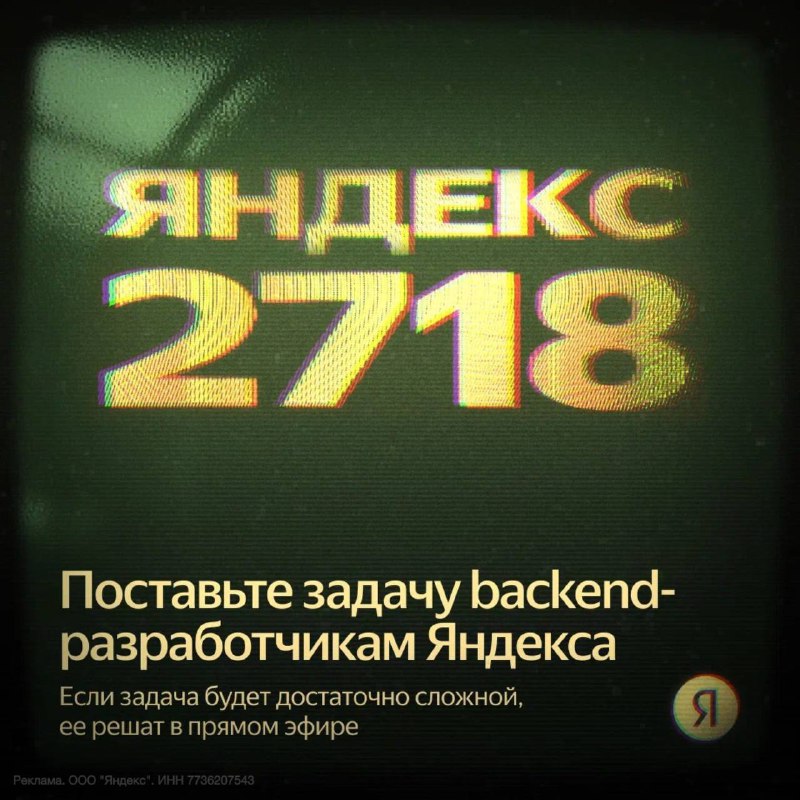 ЯНДЕКС
2718
Поставьте задачу backend-
разработчикам Яндекса
Если задача будет достаточно сложной,
ее решат в прямом эфире
Я
Реклама. ООО "Яндекс". ИНН 7736207543